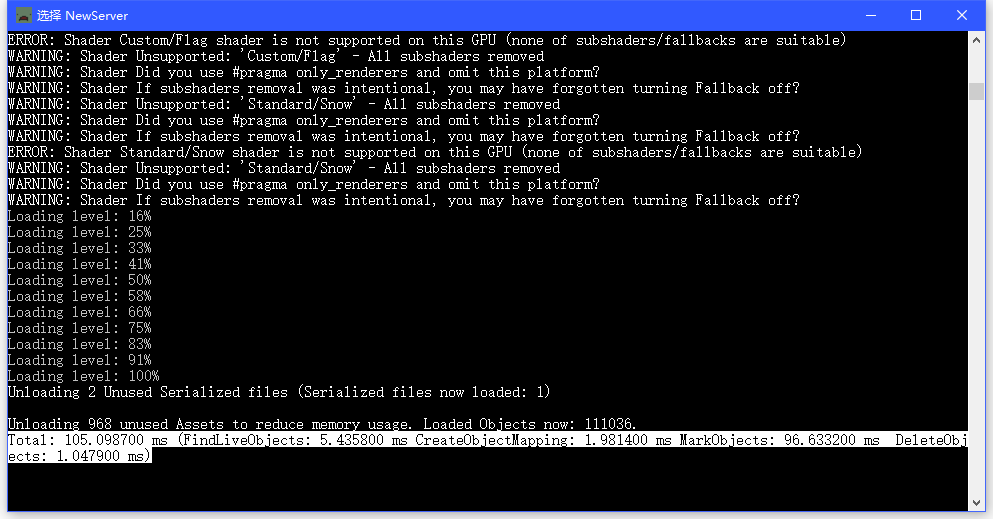 选择 NewServer
ERROR: Shader Custom/Flag shader is not supported on this GPU (none of subshaders/fallbacks are suitable)
WARNING: Shader Unsupported: 'Custom/Flag' - All subshaders removed
WARNING: Shader Did you use #pragma only_renderers and omit this platform?
WARNING: Shader If subshaders removal was intentional, you may have forgotten turning Fallback off?
WARNING: Shader Unsupported: 'Standard/Snow' - All subshaders removed
WARNING: Shader Did you use #pragma only_renderers and omit this platform?
WARNING: Shader If subshaders removal was intentional, you may have forgotten turning Fallback off?
ERROR: Shader Standard/Snow shader is not supported on this GPU (none of subshaders/fallbacks are suitable)
WARNING: Shader Unsupported: 'Standard/Snow' - All subshaders removed
WARNING: Shader Did you use #pragma only_renderers and omit this platform?
WARNING: Shader If subshaders removal was intentional, you may have forgotten turning Fallback off?
Loading level: 16%
Loading level: 25%
Loading level: 33%
Loading level: 41%
Loading level: 50%
Loading level: 58%
Loading level: 66%
Loading level: 75%
Loading level: 83%
Loading level: 91%
Loading level: 100%
Unloading 2 Unused Serialized files (Serialized files now loaded: 1)
Unloading 968 unused Assets to reduce memory usage. Loaded Objects now: 111036.
Total: 105.098700 ms (FindLiveObjects: 5.435800 ms CreateObjectMapping: 1.981400 ms MarkObjects: 96.633200 ms  DeleteObj
ects: 1.047900 ms)